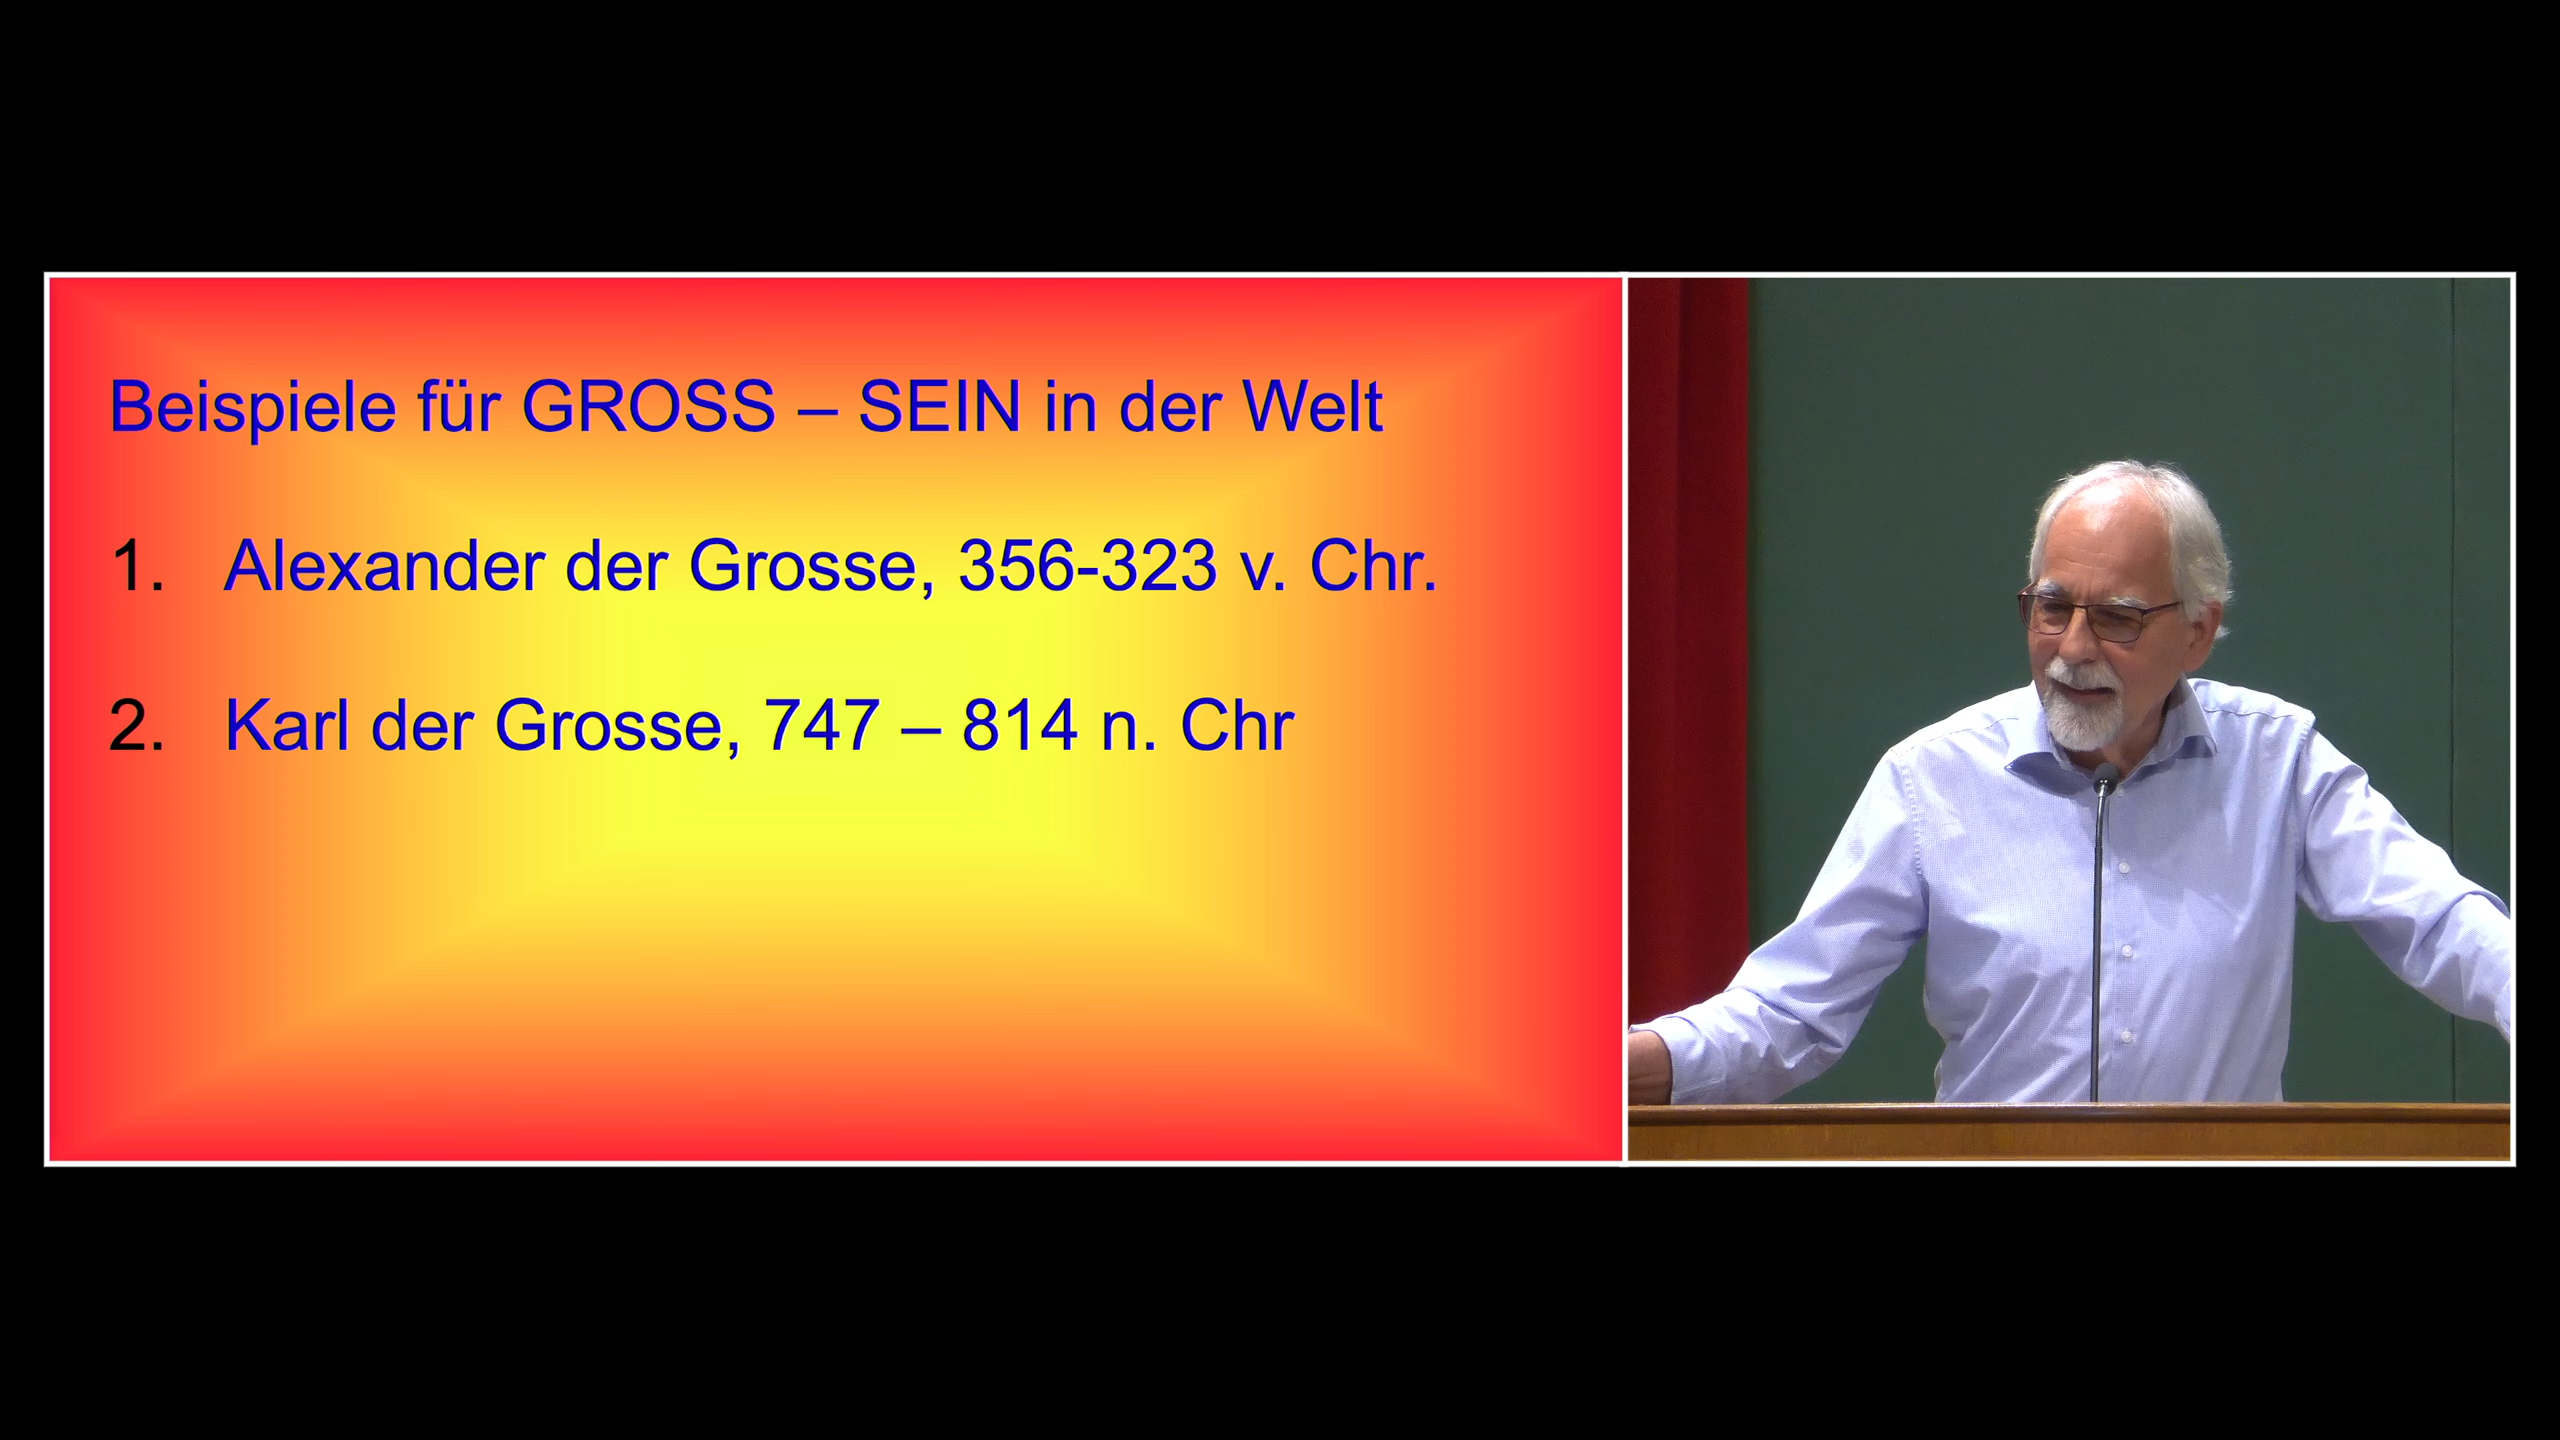 Beispiele für GROSS – SEIN in der Welt
1. Alexander der Grosse, 356-323 v. Chr.
2. Karl der Grosse, 747 – 814 n. Chr